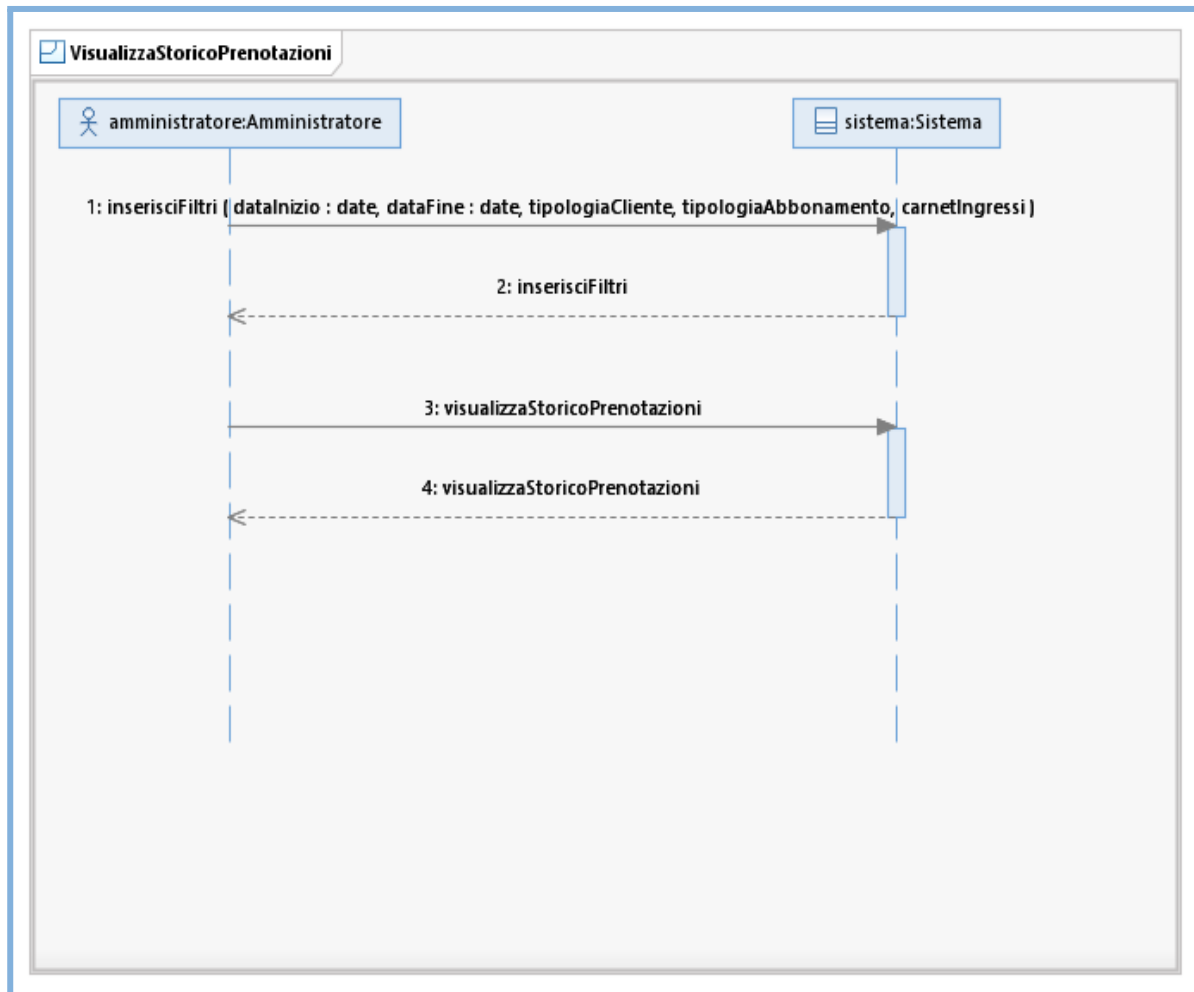 VisualizzaStoricoPrenotazioni
amministratore:Amministratore
sistema:Sistema
1: inserisciFiltri ( dataInizio : date, dataFine : date, tipologiaCliente, tipologiaAbbonamento, carnetIngressi )
2: inserisciFiltri
3: visualizzaStoricoPrenotazioni
4: visualizzaStoricoPrenotazioni